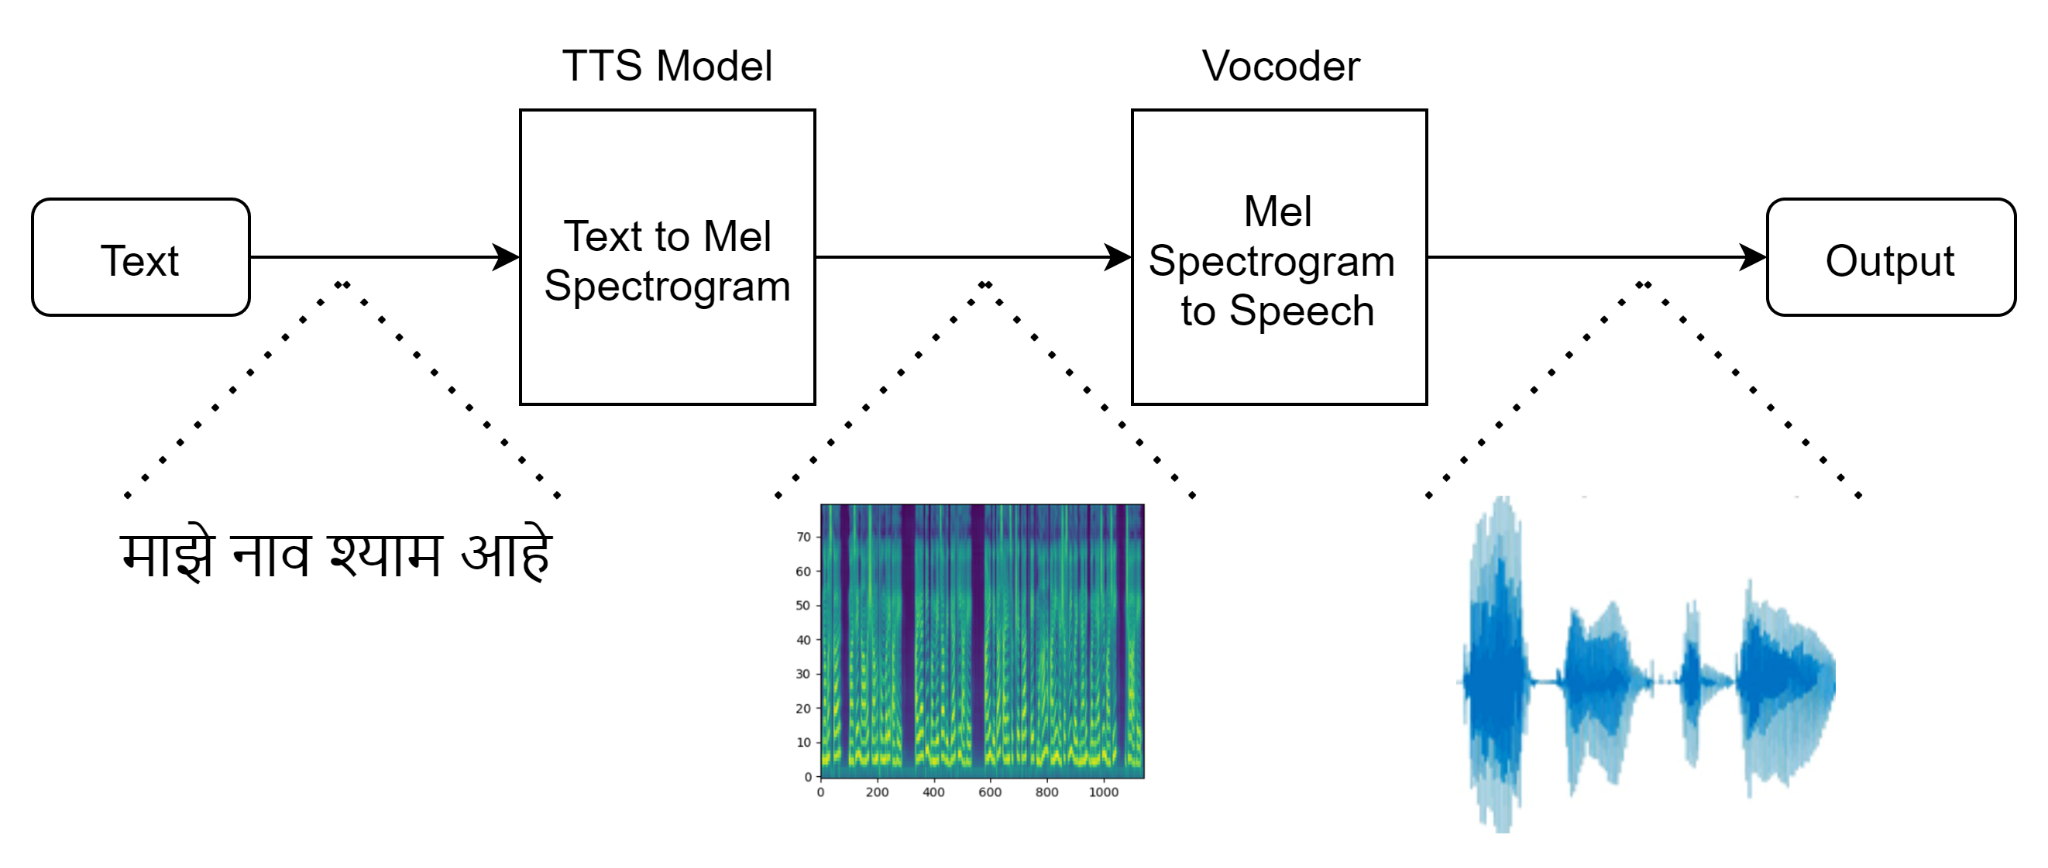 TTS Model
Vocoder
Text
Text to Mel
Spectrogram
Mel
Spectrogram
to Speech
Output
माझे नाव श्याम आहे
70
60
50
40
30
20
10
0
0 200 400 600 800 1000